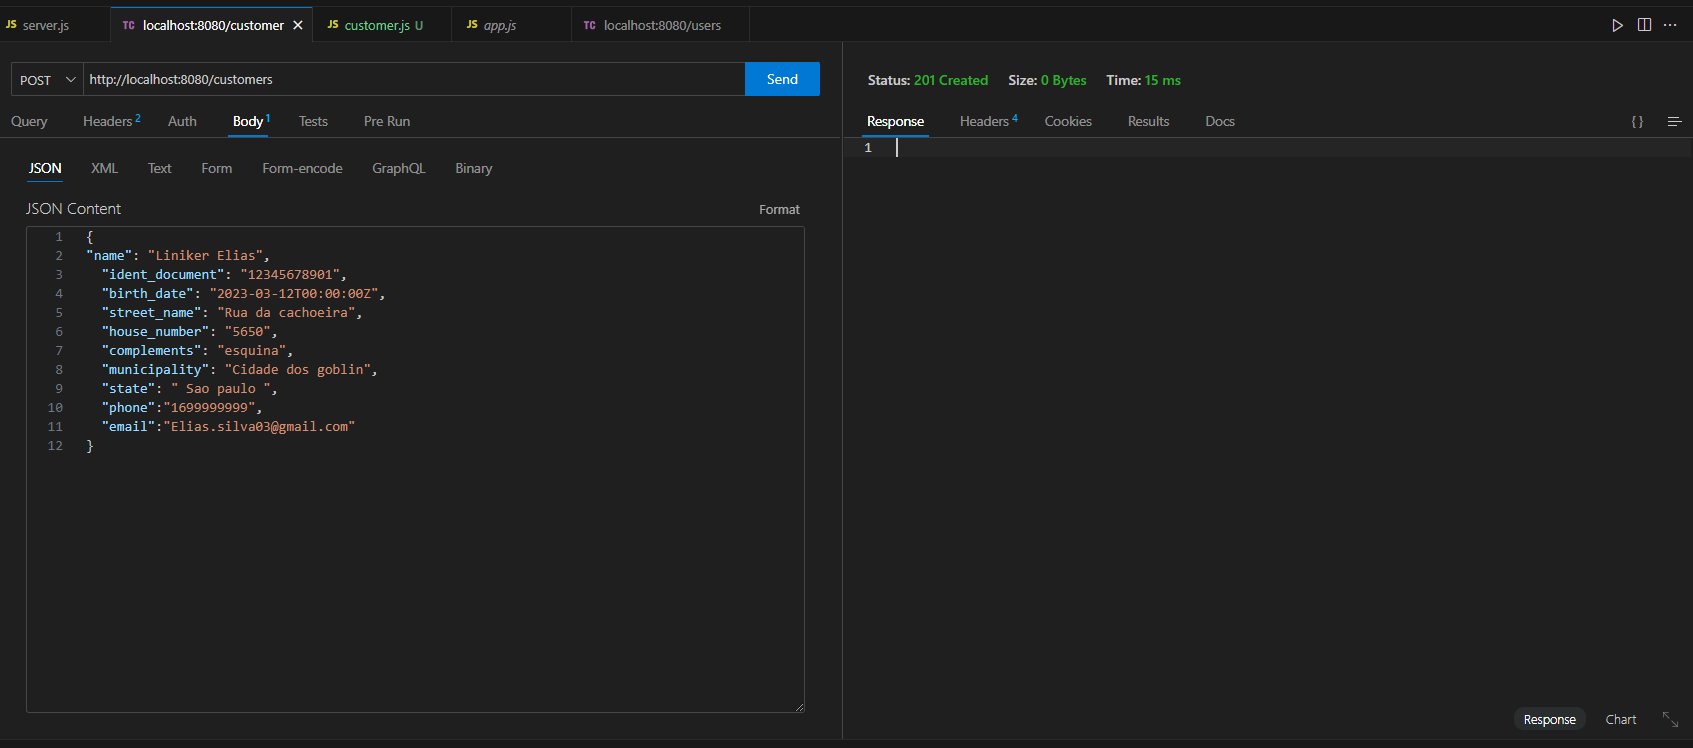 JS server.js TC localhost:8080/customer JS customer.js U JS app.js TC localhost:8080/users
POST http://localhost:8080/customers Send
Query Headers 2 Auth Body 1 Tests Pre Run
JSON XML Text Form Form-encode GraphQL Binary
JSON Content Format
1 {
2 "name": "Liniker Elias",
3 "ident_document": "12345678901",
4 "birth_date": "2023-03-12T00:00:00Z",
5 "street_name": "Rua da cachoeira",
6 "house_number": "5650",
7 "complements": "esquina",
8 "municipality": "Cidade dos goblin",
9 "state": " Sao paulo ",
10 "phone":"1699999999",
11 "email":"Elias.silva03@gmail.com"
12 }
Status: 201 Created Size: 0 Bytes Time: 15 ms
Response Headers 4 Cookies Results Docs { }
1
Response Chart